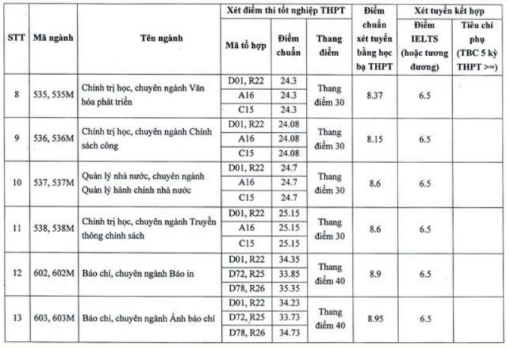 STT Mã ngành Tên ngành Xét điểm thi tốt nghiệp THPT Điểm chuẩn xét tuyển bằng học bạ THPT Xét tuyển kết hợp
Mã tổ hợp Điểm chuẩn Thang điểm Điểm IELTS (hoặc tương đương) Tiêu chí phụ (TBC 5 kỳ THPT >=)
8 535, 535M Chính trị học, chuyên ngành Văn hóa phát triển D01, R22 24.3 Thang điểm 30 8.37 6.5
A16 24.3
C15 24.3
9 536, 536M Chính trị học, chuyên ngành Chính sách công D01, R22 24.08 Thang điểm 30 8.15 6.5
A16 24.08
C15 24.08
10 537, 537M Quản lý nhà nước, chuyên ngành Quản lý hành chính nhà nước D01, R22 24.7 Thang điểm 30 8.6 6.5
A16 24.7
C15 24.7
11 538, 538M Chính trị học, chuyên ngành Truyền thông chính sách D01, R22 25.15 Thang điểm 30 8.6 6.5
A16 25.15
C15 25.15
12 602, 602M Báo chí, chuyên ngành Báo in D01, R22 34.35 Thang điểm 40 8.9 6.5
D72, R25 33.85
D78, R26 35.35
13 603, 603M Báo chí, chuyên ngành Ảnh báo chí D01, R22 34.23 Thang điểm 40 8.95 6.5
D72, R25 33.73
D78, R26 34.73